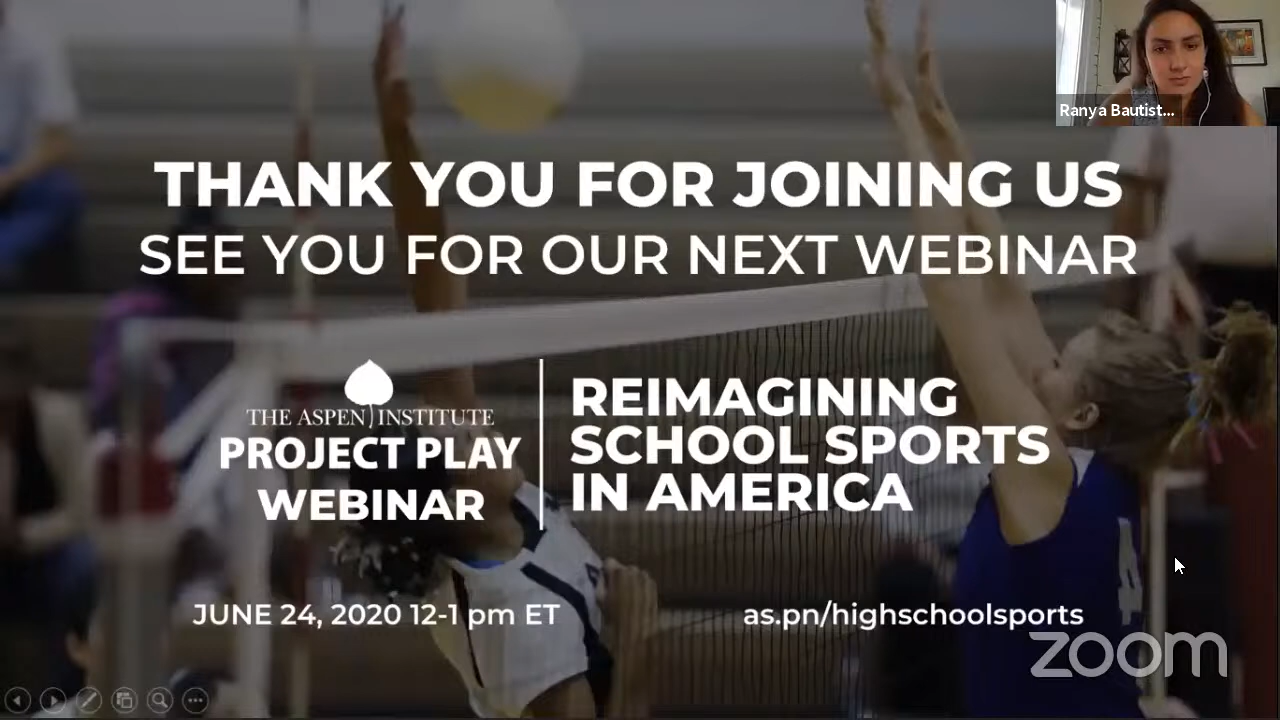 Ranya Bautist...
THANK YOU FOR JOINING US
SEE YOU FOR OUR NEXT WEBINAR
THE ASPEN INSTITUTE
PROJECT PLAY
WEBINAR
REIMAGINING
SCHOOL SPORTS
IN AMERICA
JUNE 24, 2020 12-1 pm ET
as.pn/highschoolsports
zoom